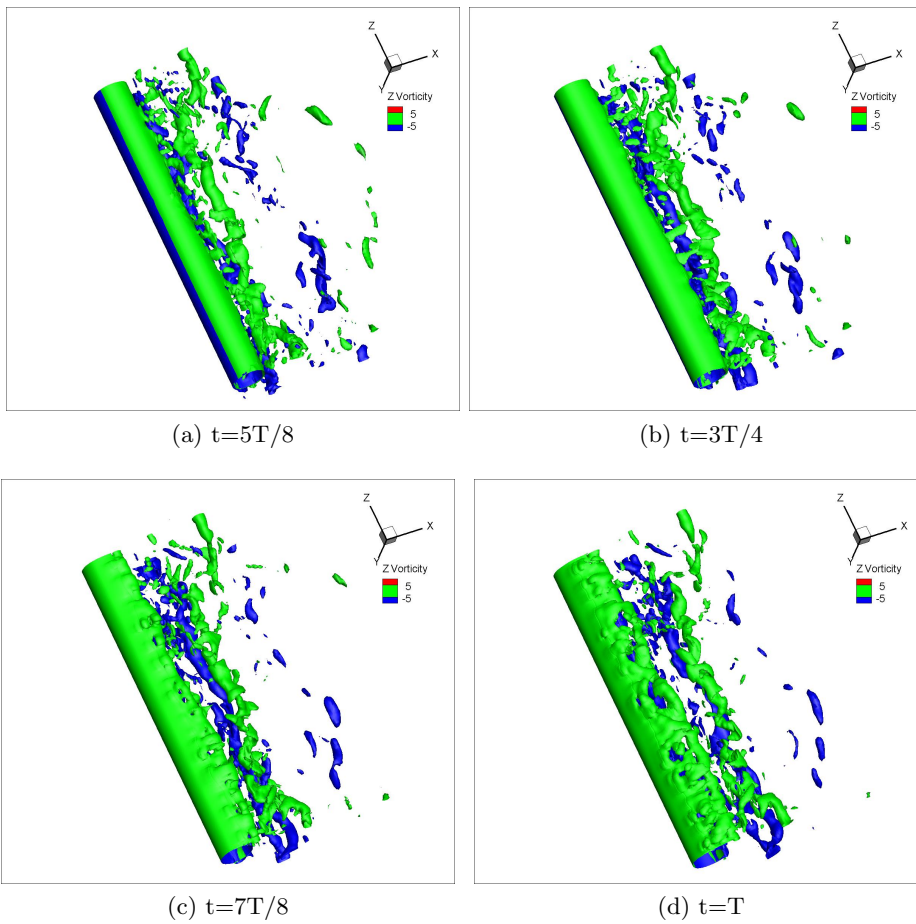 Z
X
Y
Z Vorticity
5
-5
Z
X
Y
Z Vorticity
5
-5
(a) t=5T/8
(b) t=3T/4
Z
X
Y
Z Vorticity
5
-5
Z
X
Y
Z Vorticity
5
-5
(c) t=7T/8
(d) t=T